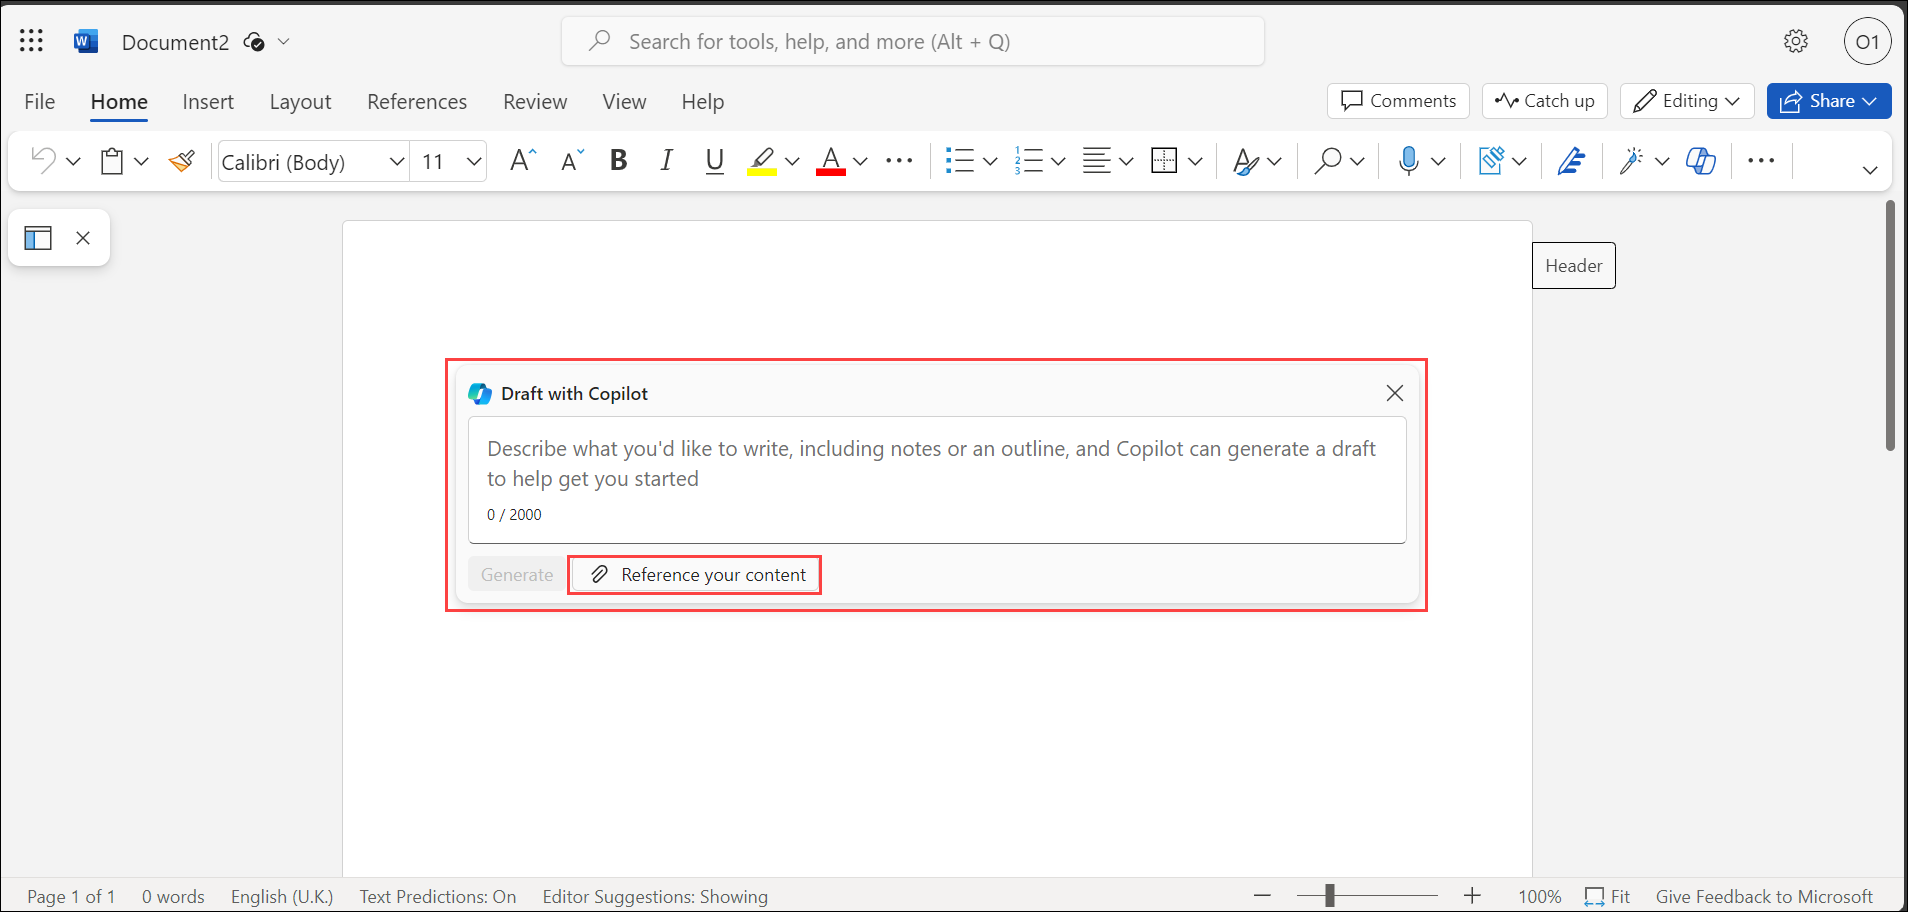 Document2
Search for tools, help, and more (Alt + Q)
O1
File Home Insert Layout References Review View Help
Comments Catch up Editing Share
Calibri (Body) 11 A A B I U A
Header
Draft with Copilot
Describe what you'd like to write, including notes or an outline, and Copilot can generate a draft
to help get you started
0 / 2000
Generate Reference your content
Page 1 of 1 0 words English (U.K.) Text Predictions: On Editor Suggestions: Showing 100% Fit Give Feedback to Microsoft